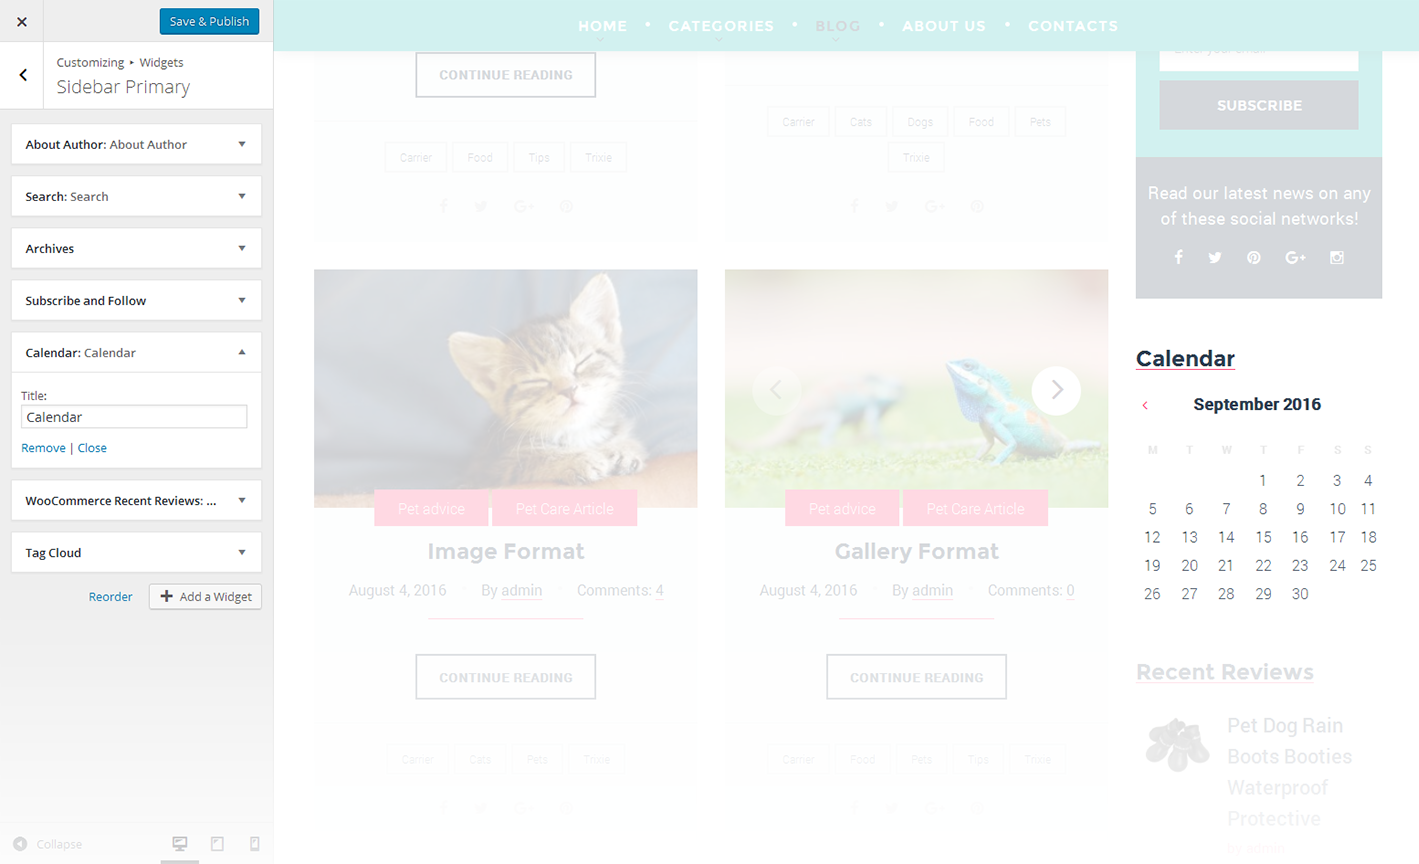 Save & Publish
Customizing ▸ Widgets
Sidebar Primary
About Author: About Author
Search: Search
Archives
Subscribe and Follow
Calendar: Calendar
Title:
Calendar
Remove | Close
WooCommerce Recent Reviews: ...
Tag Cloud
Reorder
Add a Widget
Collapse
HOME • CATEGORIES • BLOG • ABOUT US • CONTACTS
CONTINUE READING
Carrier Food Tips Trixie
Carrier Cats Dogs Food Pets
Trixie
Pet advice Pet Care Article
Image Format
August 4, 2016 By admin Comments: 4
CONTINUE READING
Carrier Cats Pets Trixie
Pet advice Pet Care Article
Gallery Format
August 4, 2016 By admin Comments: 0
CONTINUE READING
Carrier Food Pets Tips Trixie
Enter your email
SUBSCRIBE
Read our latest news on any
of these social networks!
Calendar
September 2016
M T W T F S S
1 2 3 4
5 6 7 8 9 10 11
12 13 14 15 16 17 18
19 20 21 22 23 24 25
26 27 28 29 30
Recent Reviews
Pet Dog Rain
Boots Booties
Waterproof
Protective
by admin